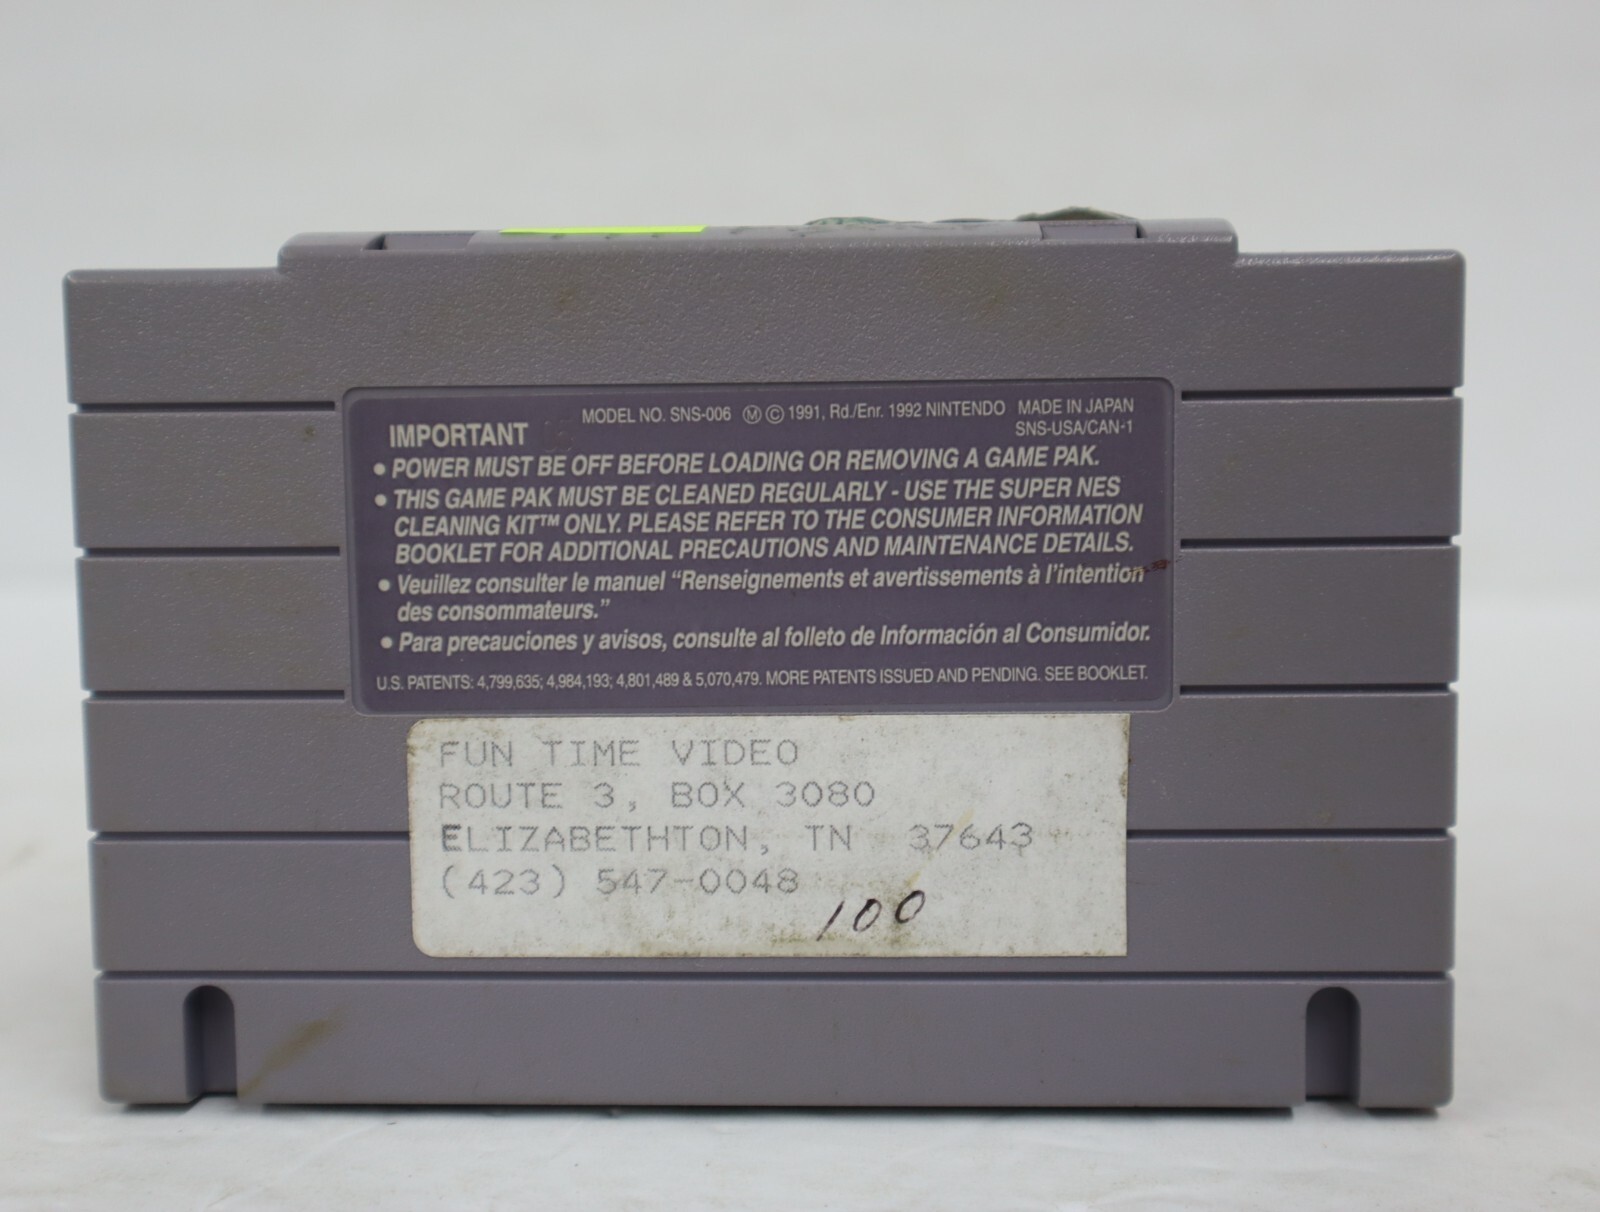 MODEL NO. SNS-006 Ⓜ © 1991, Rd./Enr. 1992 NINTENDO MADE IN JAPAN
IMPORTANT SNS-USA/CAN-1
• POWER MUST BE OFF BEFORE LOADING OR REMOVING A GAME PAK.
• THIS GAME PAK MUST BE CLEANED REGULARLY - USE THE SUPER NES
CLEANING KIT™ ONLY. PLEASE REFER TO THE CONSUMER INFORMATION
BOOKLET FOR ADDITIONAL PRECAUTIONS AND MAINTENANCE DETAILS.
• Veuillez consulter le manuel “Renseignements et avertissements à l’intention
des consommateurs.”
• Para precauciones y avisos, consulte al folleto de Información al Consumidor.
U.S. PATENTS: 4,799,635; 4,984,193; 4,801,489 & 5,070,479. MORE PATENTS ISSUED AND PENDING. SEE BOOKLET.
FUN TIME VIDEO
ROUTE 3, BOX 3080
ELIZABETHTON, TN 37643
(423) 547-0048
100